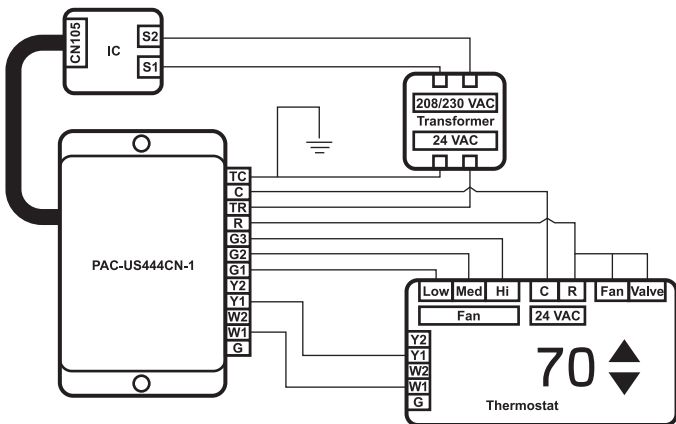 CN105
IC
S2
S1
208/230 VAC
Transformer
24 VAC
PAC-US444CN-1
TC
C
TR
R
G3
G2
G1
Y2
Y1
W2
W1
G
Low Med Hi C R Fan Valve
Fan 24 VAC
Y2
Y1
W2
W1
G
70
Thermostat